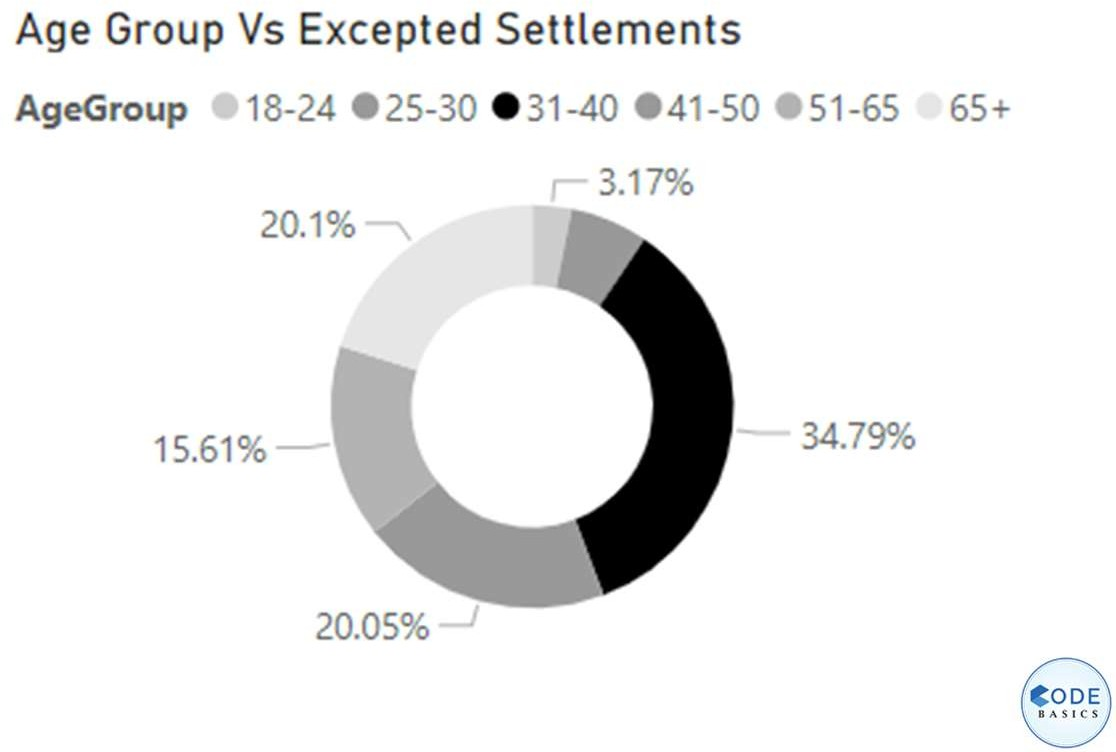 Age Group Vs Excepted Settlements
AgeGroup 18-24 25-30 31-40 41-50 51-65 65+
3.17%
20.1%
34.79%
15.61%
20.05%
CODE
BASICS